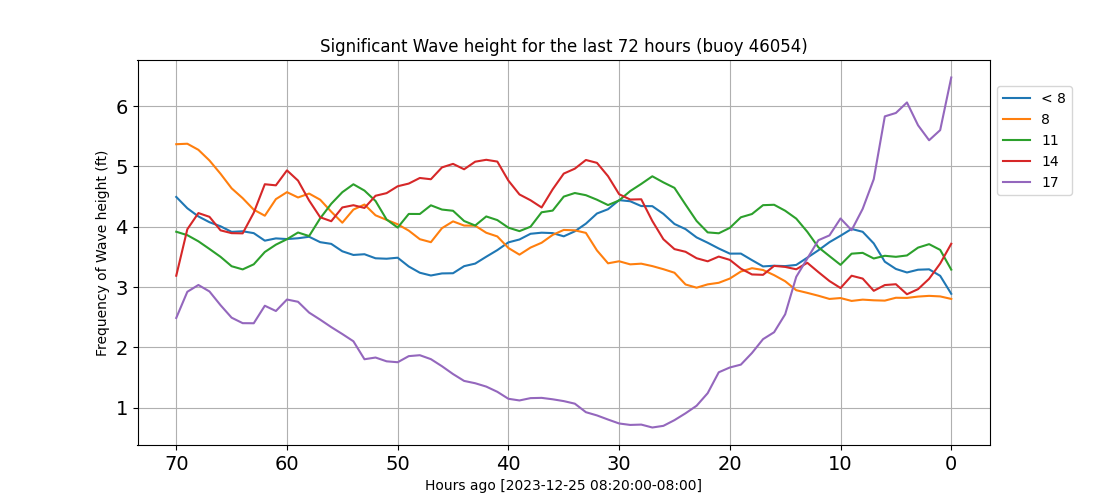 Significant Wave height for the last 72 hours (buoy 46054)
Frequency of Wave height (ft)
6
5
4
3
2
1
70 60 50 40 30 20 10 0
Hours ago [2023-12-25 08:20:00-08:00]
< 8
8
11
14
17